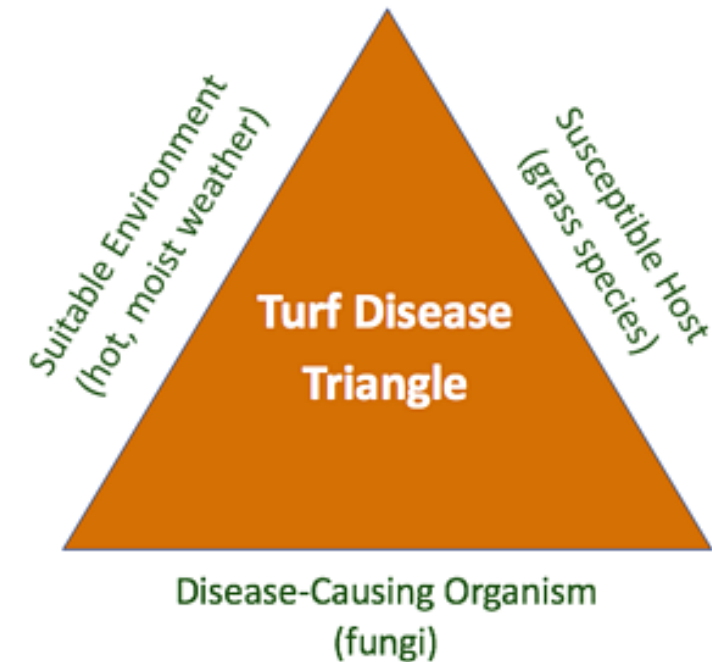 Suitable Environment
(hot, moist weather)
Susceptible Host
(grass species)
Turf Disease
Triangle
Disease-Causing Organism
(fungi)